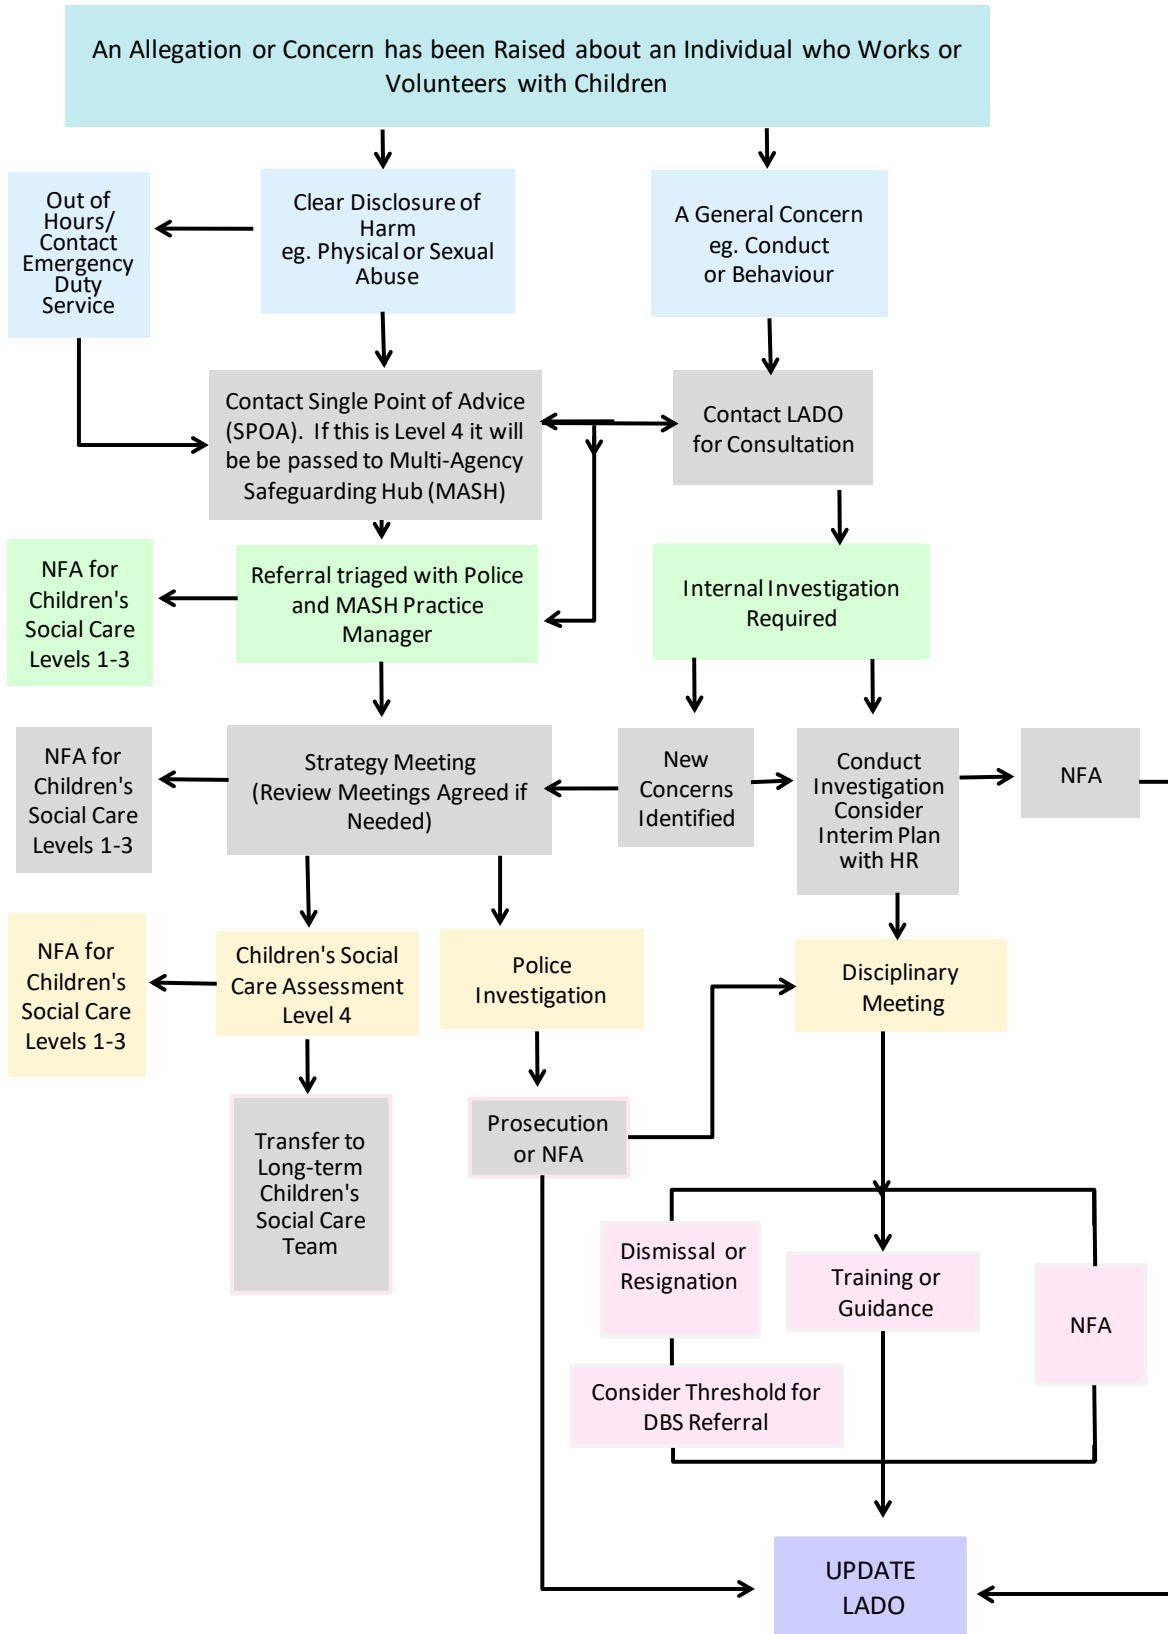 An Allegation or Concern has been Raised about an Individual who Works or
Volunteers with Children
Out of
Hours/
Contact
Emergency
Duty
Service
Clear Disclosure of
Harm
eg. Physical or Sexual
Abuse
A General Concern
eg. Conduct
or Behaviour
Contact Single Point of Advice
(SPOA). If this is Level 4 it will
be be passed to Multi-Agency
Safeguarding Hub (MASH)
Contact LADO
for Consultation
NFA for
Children's
Social Care
Levels 1-3
Referral triaged with Police
and MASH Practice
Manager
Internal Investigation
Required
NFA for
Children's
Social Care
Levels 1-3
Strategy Meeting
(Review Meetings Agreed if
Needed)
New
Concerns
Identified
Conduct
Investigation
Consider
Interim Plan
with HR
NFA
NFA for
Children's
Social Care
Levels 1-3
Children's Social
Care Assessment
Level 4
Police
Investigation
Disciplinary
Meeting
Transfer to
Long-term
Children's
Social Care
Team
Prosecution
or NFA
Dismissal or
Resignation
Training or
Guidance
NFA
Consider Threshold for
DBS Referral
UPDATE
LADO